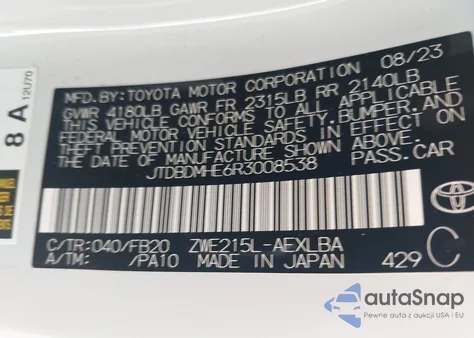 MFD.BY: TOYOTA MOTOR CORPORATION 08/23
GVWR 4180LB GAWR FR 2315LB RR 2140LB
THIS VEHICLE CONFORMS TO ALL APPLICABLE
FEDERAL MOTOR VEHICLE SAFETY, BUMPER, AND
THEFT PREVENTION STANDARDS IN EFFECT ON THE
DATE OF MANUFACTURE SHOWN ABOVE.
JTDBDMHE6R3008538 PASS.CAR
C/TR:040/FB20 ZWE215L-AEXLBA
A/TM: /PA10 MADE IN JAPAN 429 C
TOYOTA
8 A
12U70
autoSnap
Pewne auta z USA i EU